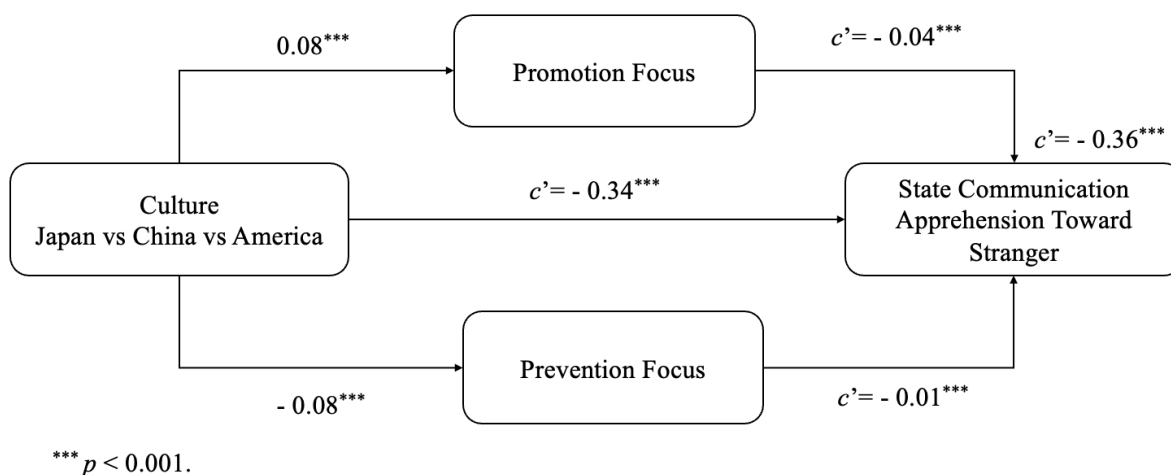 0.08***
Promotion Focus
c’= - 0.04***
c’= - 0.36***
Culture
Japan vs China vs America
c’= - 0.34***
State Communication
Apprehension Toward
Stranger
- 0.08***
Prevention Focus
c’= - 0.01***
*** p < 0.001.